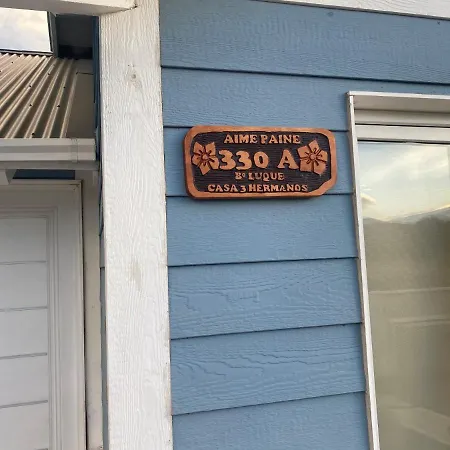 AIME PAINE
330 A
Bº LUQUE
CASA 3 HERMANOS